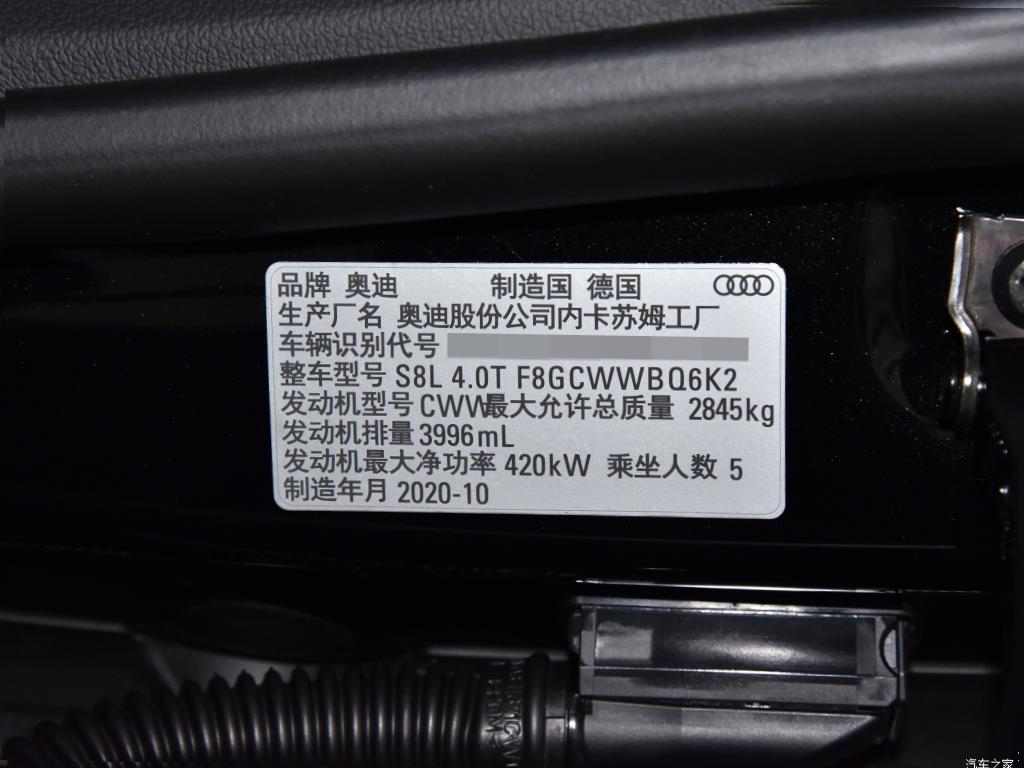 品牌 奥迪 制造国 德国
生产厂名 奥迪股份公司内卡苏姆工厂
车辆识别代号
整车型号 S8L 4.0T F8GCWWBQ6K2
发动机型号 CWW最大允许总质量 2845kg
发动机排量 3996mL
发动机最大净功率 420kW 乘坐人数 5
制造年月 2020-10
汽车之家